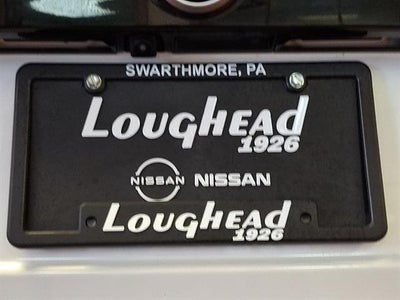 SWARTHMORE, PA
LougHEAD
1926
NISSAN NISSAN
LougHEAD
1926